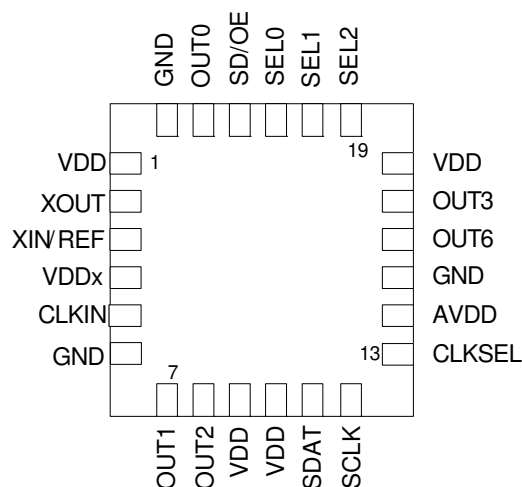 GND
OUT0
SD/OE
SEL0
SEL1
SEL2
VDD
1
19
VDD
XOUT
OUT3
XIN/REF
OUT6
VDDx
GND
CLKIN
AVDD
GND
13
CLKSEL
7
OUT1
OUT2
VDD
VDD
SDAT
SCLK